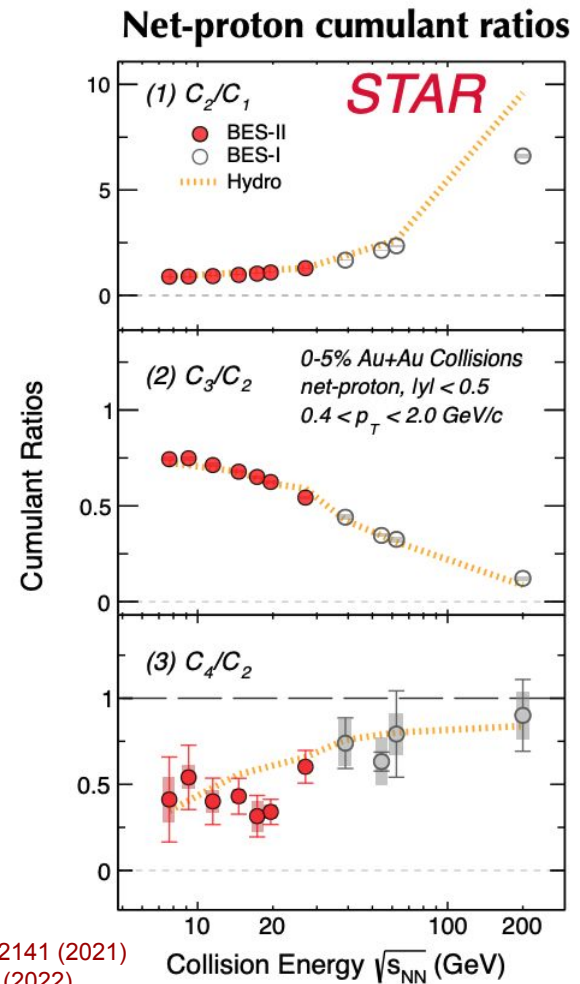 Net-proton cumulant ratios
10
(1) C₂/C₁
STAR
BES-II
BES-I
Hydro
5
0
(2) C₃/C₂
0-5% Au+Au Collisions
net-proton, |y| < 0.5
0.4 < p_T < 2.0 GeV/c
1
0.5
0
Cumulant Ratios
(3) C₄/C₂
1
0.5
0
10 20 100 200
2141 (2021)
(2022)
Collision Energy √s_NN (GeV)